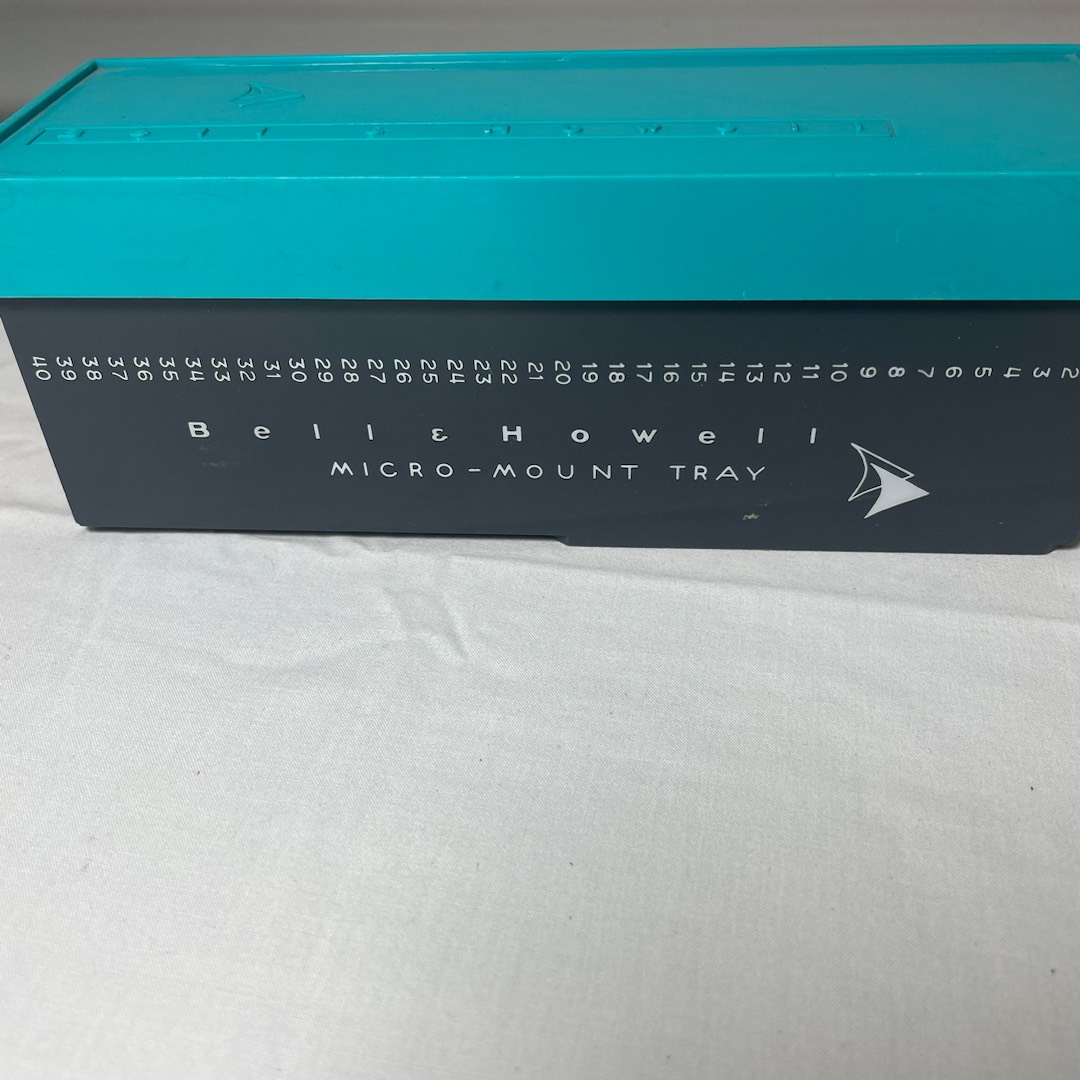 Bell & Howell
40 39 38 37 36 35 34 33 32 31 30 29 28 27 26 25 24 23 22 21 20 19 18 17 16 15 14 13 12 11 10 9 8 7 6 5 4 3 2
Bell & Howell
MICRO-MOUNT TRAY